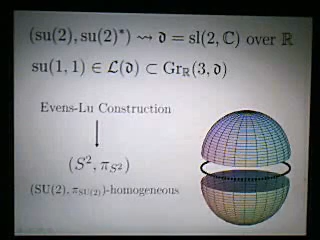 (su(2), su(2)*) ⇝ 𝔡 = sl(2, ℂ) over ℝ
su(1, 1) ∈ 𝓛(𝔡) ⊂ Gr_ℝ(3, 𝔡)
Evens-Lu Construction
(S², π_{S²})
(SU(2), π_{SU(2)})-homogeneous